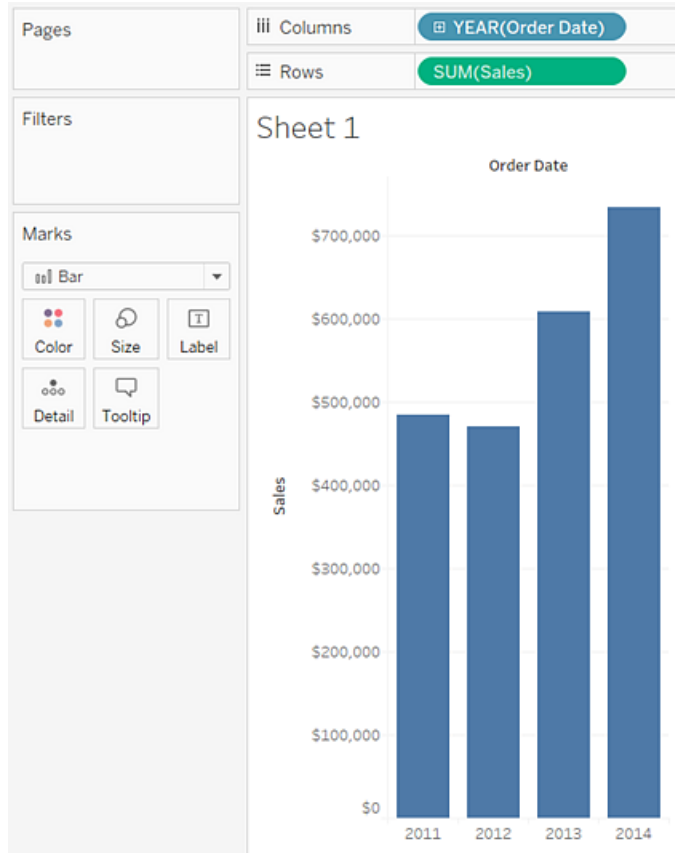 Pages
Columns
YEAR(Order Date)
Rows
SUM(Sales)
Filters
Marks
Bar
Color
Size
T
Label
Detail
Tooltip
Sheet 1
Order Date
Sales
$700,000
$600,000
$500,000
$400,000
$300,000
$200,000
$100,000
$0
2011 2012 2013 2014